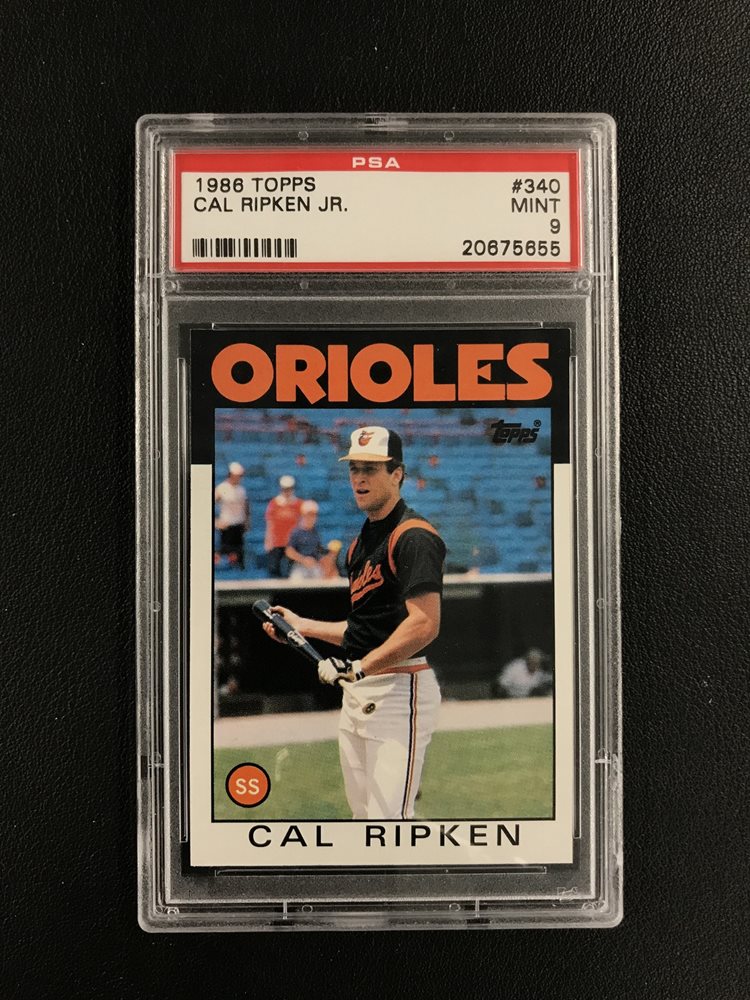 PSA
1986 TOPPS #340
CAL RIPKEN JR. MINT
9
20675655
ORIOLES
Topps®
Orioles
SS
CAL RIPKEN